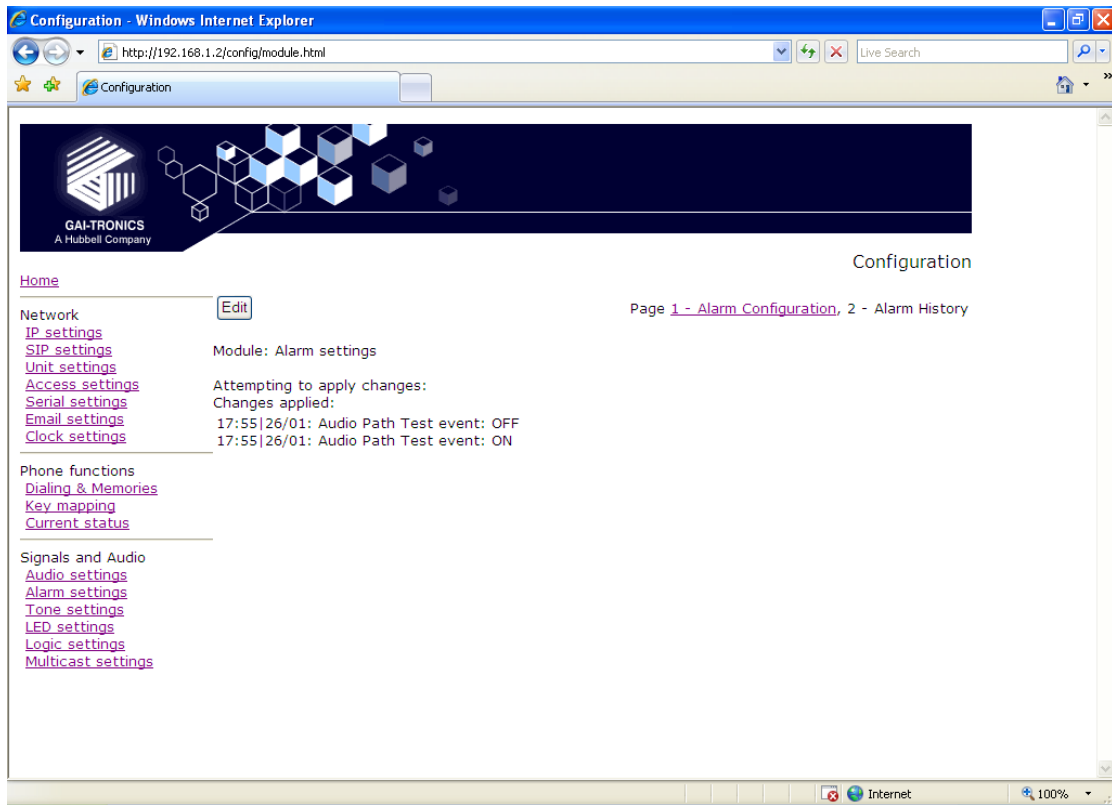 Configuration - Windows Internet Explorer
http://192.168.1.2/config/module.html
Live Search
Configuration
»
GAI-TRONICS
A Hubbell Company
Configuration
Home
Edit
Page 1 - Alarm Configuration, 2 - Alarm History
Network
IP settings
SIP settings
Unit settings
Access settings
Serial settings
Email settings
Clock settings
Module: Alarm settings
Attempting to apply changes:
Changes applied:
17:55|26/01: Audio Path Test event: OFF
17:55|26/01: Audio Path Test event: ON
Phone functions
Dialing & Memories
Key mapping
Current status
Signals and Audio
Audio settings
Alarm settings
Tone settings
LED settings
Logic settings
Multicast settings
Internet
100%